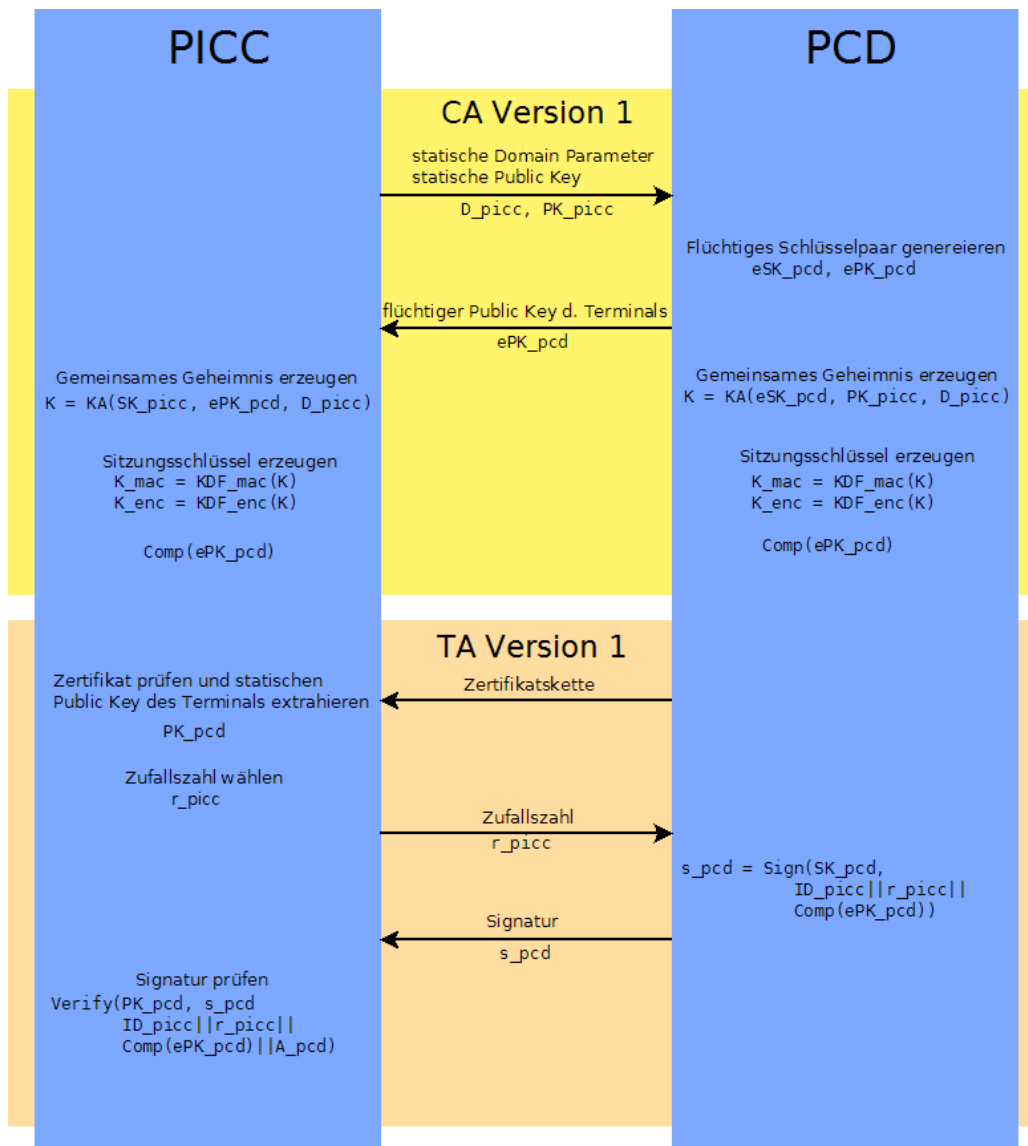 PICC
PCD
CA Version 1
statische Domain Parameter
statische Public Key
D_picc, PK_picc
Flüchtiges Schlüsselpaar genereieren
eSK_pcd, ePK_pcd
flüchtiger Public Key d. Terminals
ePK_pcd
Gemeinsames Geheimnis erzeugen
K = KA(SK_picc, ePK_pcd, D_picc)
Gemeinsames Geheimnis erzeugen
K = KA(eSK_pcd, PK_picc, D_picc)
Sitzungsschlüssel erzeugen
K_mac = KDF_mac(K)
K_enc = KDF_enc(K)
Sitzungsschlüssel erzeugen
K_mac = KDF_mac(K)
K_enc = KDF_enc(K)
Comp(ePK_pcd)
Comp(ePK_pcd)
TA Version 1
Zertifikat prüfen und statischen
Public Key des Terminals extrahieren
PK_pcd
Zertifikatskette
Zufallszahl wählen
r_picc
Zufallszahl
r_picc
s_pcd = Sign(SK_pcd,
ID_picc||r_picc||
Comp(ePK_pcd))
Signatur
s_pcd
Signatur prüfen
Verify(PK_pcd, s_pcd
ID_picc||r_picc||
Comp(ePK_pcd)||A_pcd)